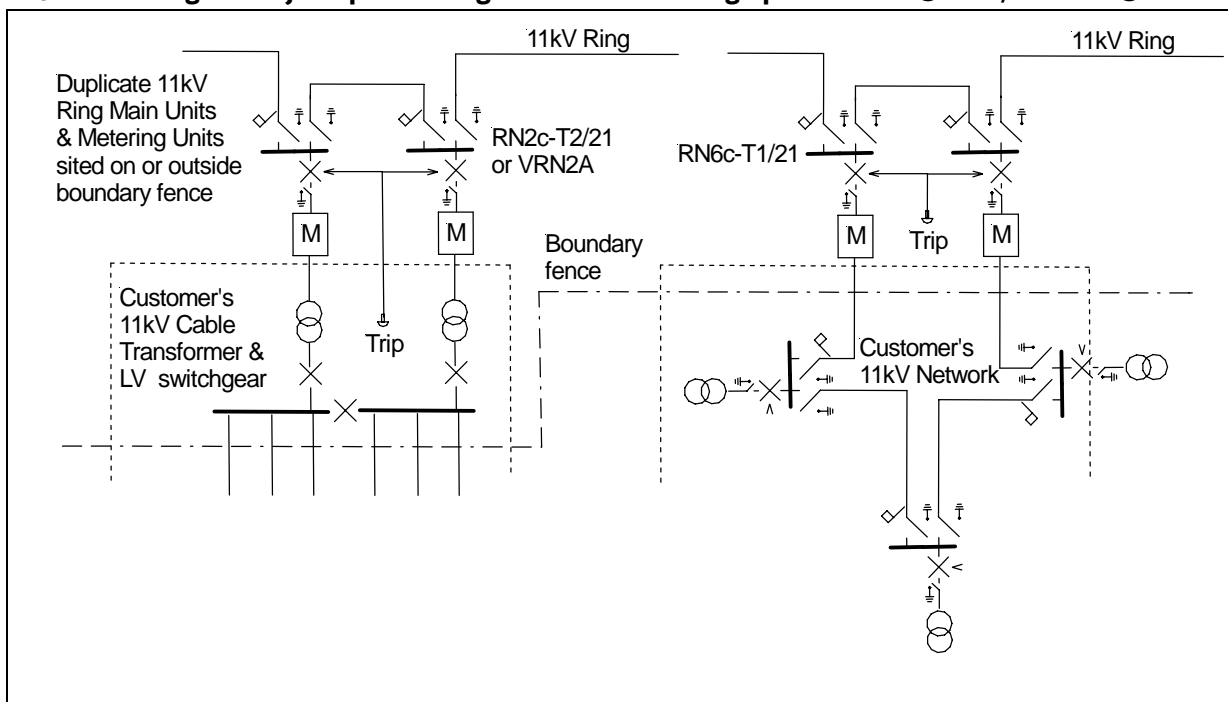 11kV Ring
11kV Ring
Duplicate 11kV
Ring Main Units
& Metering Units
sited on or outside
boundary fence
RN2c-T2/21
or VRN2A
RN6c-T1/21
M
M
M
M
Trip
Boundary
fence
Customer's
11kV Cable
Transformer &
LV switchgear
Trip
Customer's
11kV Network